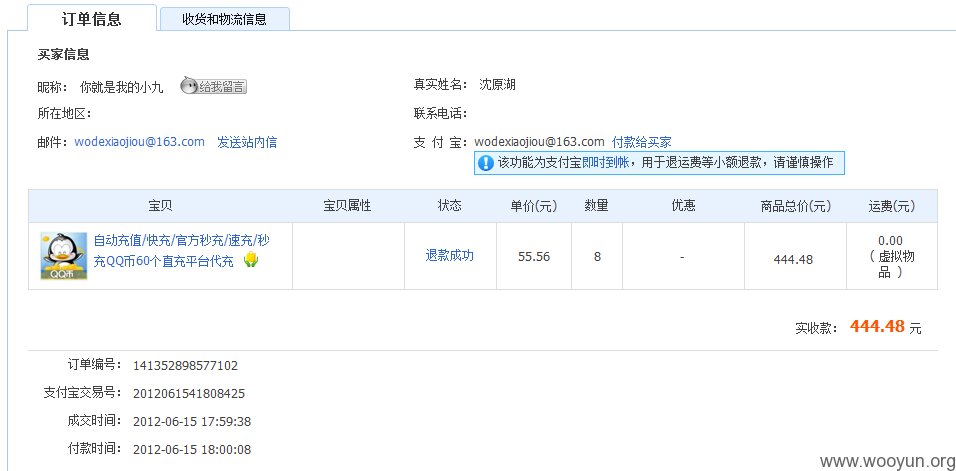 订单信息 收货和物流信息
买家信息
昵称: 你就是我的小九 给我留言 真实姓名: 沈原湖
所在地区: 联系电话:
邮件: wodexiaojiou@163.com 发送站内信 支 付 宝: wodexiaojiou@163.com 付款给买家
该功能为支付宝即时到帐，用于退运费等小额退款，请谨慎操作
宝贝 宝贝属性 状态 单价(元) 数量 优惠 商品总价(元) 运费(元)
自动充值/快充/官方秒充/速充/秒
充QQ币60个直充平台代充
QQ币
退款成功 55.56 8 - 444.48
0.00
( 虚拟物
品 )
实收款: 444.48 元
订单编号: 141352898577102
支付宝交易号: 2012061541808425
成交时间: 2012-06-15 17:59:38
付款时间: 2012-06-15 18:00:08
www.wooyun.org